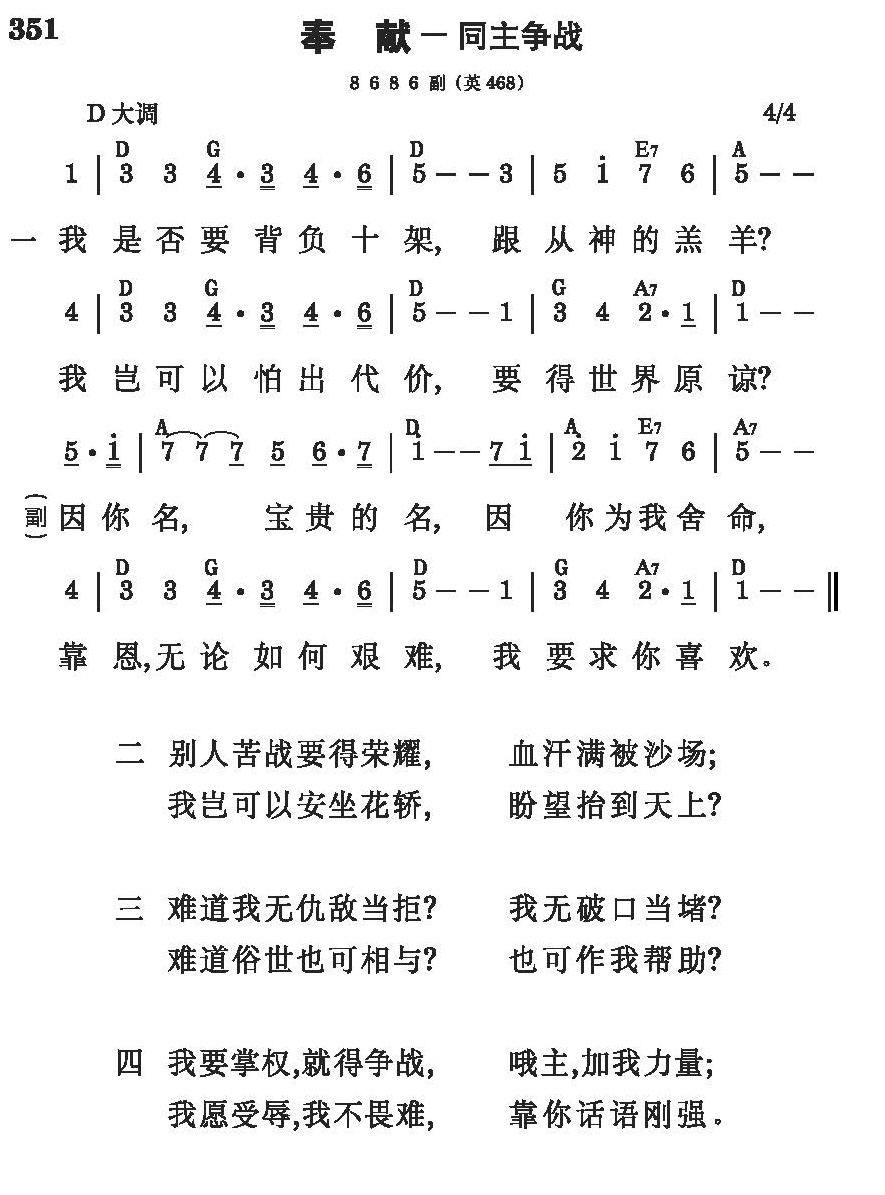 351
奉 献 — 同主争战
8 6 8 6 副 (英 468)
D 大调 4/4
D G D E7 A
1 | 3 3 4 · 3 4 · 6 | 5 — — 3 | 5 i 7 6 | 5 — —
一 我 是 否 要 背 负 十 架, 跟 从 神 的 羔 羊?
D G D G A7 D
4 | 3 3 4 · 3 4 · 6 | 5 — — 1 | 3 4 2 · 1 | 1 — —
我 岂 可 以 怕 出 代 价, 要 得 世 界 原 谅?
A D A E7 A7
5 · i | 7 7 7 5 6 · 7 | i — — 7 i | 2 i 7 6 | 5 — —
(副) 因 你 名, 宝 贵 的 名, 因 你 为 我 舍 命,
D G D G A7 D
4 | 3 3 4 · 3 4 · 6 | 5 — — 1 | 3 4 2 · 1 | 1 — — ‖
靠 恩,无 论 如 何 艰 难, 我 要 求 你 喜 欢。
二 别人苦战要得荣耀, 血汗满被沙场;
我岂可以安坐花轿, 盼望抬到天上?
三 难道我无仇敌当拒? 我无破口当堵?
难道俗世也可相与? 也可作我帮助?
四 我要掌权,就得争战, 哦主,加我力量;
我愿受辱,我不畏难, 靠你话语刚强。